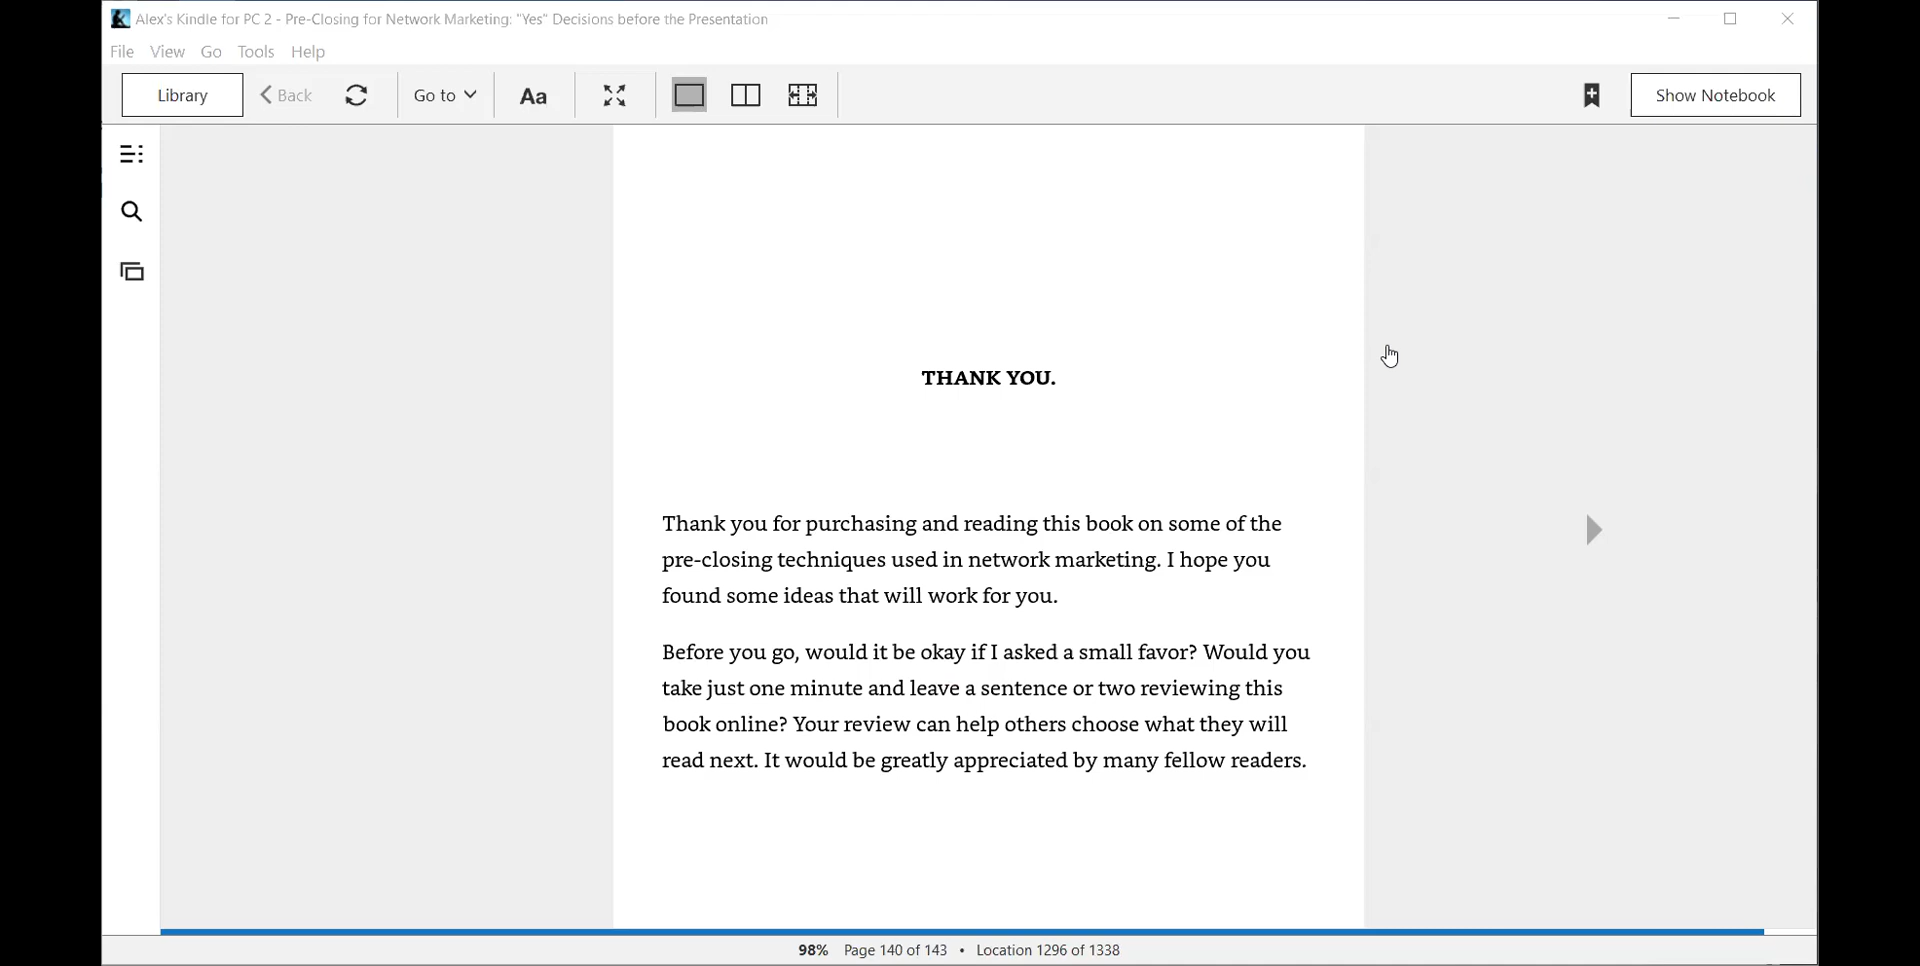 Alex's Kindle for PC 2 - Pre-Closing for Network Marketing: "Yes" Decisions before the Presentation
File View Go Tools Help
Library Back Go to Aa Show Notebook
THANK YOU.
Thank you for purchasing and reading this book on some of the
pre-closing techniques used in network marketing. I hope you
found some ideas that will work for you.
Before you go, would it be okay if I asked a small favor? Would you
take just one minute and leave a sentence or two reviewing this
book online? Your review can help others choose what they will
read next. It would be greatly appreciated by many fellow readers.
98% Page 140 of 143 • Location 1296 of 1338